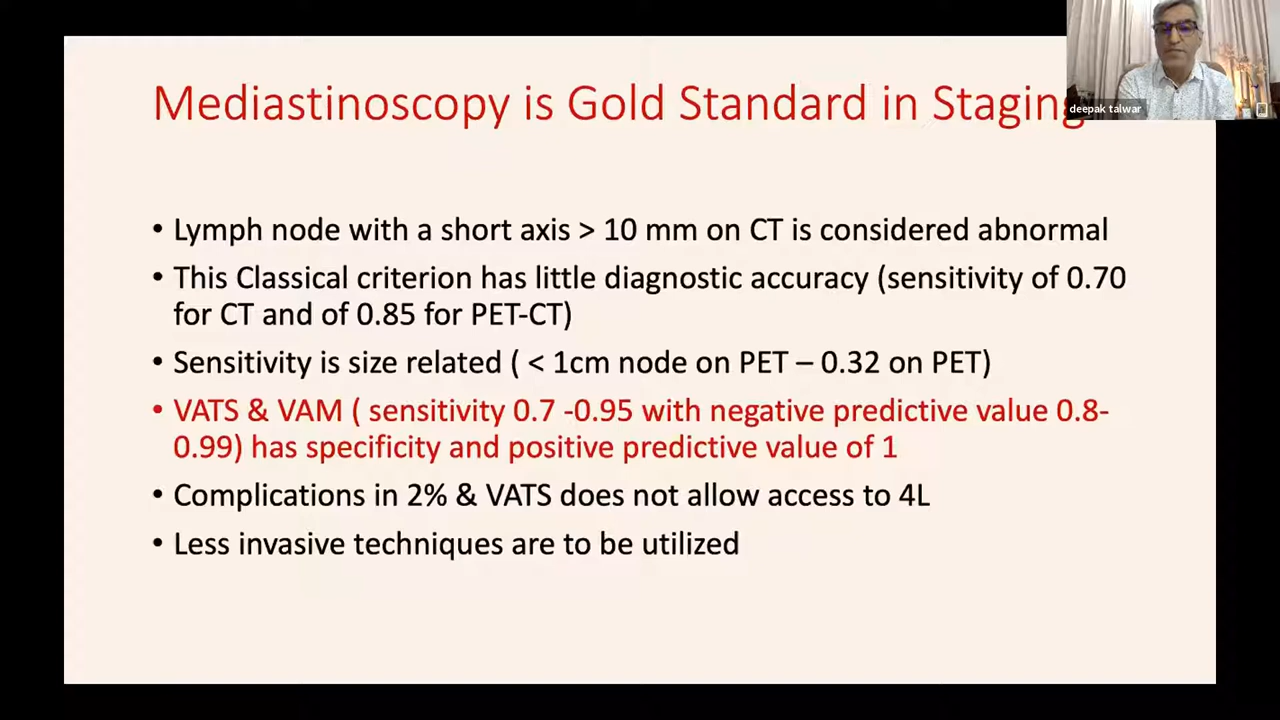 Mediastinoscopy is Gold Standard in Staging
deepak talwar
• Lymph node with a short axis > 10 mm on CT is considered abnormal
• This Classical criterion has little diagnostic accuracy (sensitivity of 0.70
for CT and of 0.85 for PET-CT)
• Sensitivity is size related ( < 1cm node on PET – 0.32 on PET)
• VATS & VAM ( sensitivity 0.7 -0.95 with negative predictive value 0.8-
0.99) has specificity and positive predictive value of 1
• Complications in 2% & VATS does not allow access to 4L
• Less invasive techniques are to be utilized